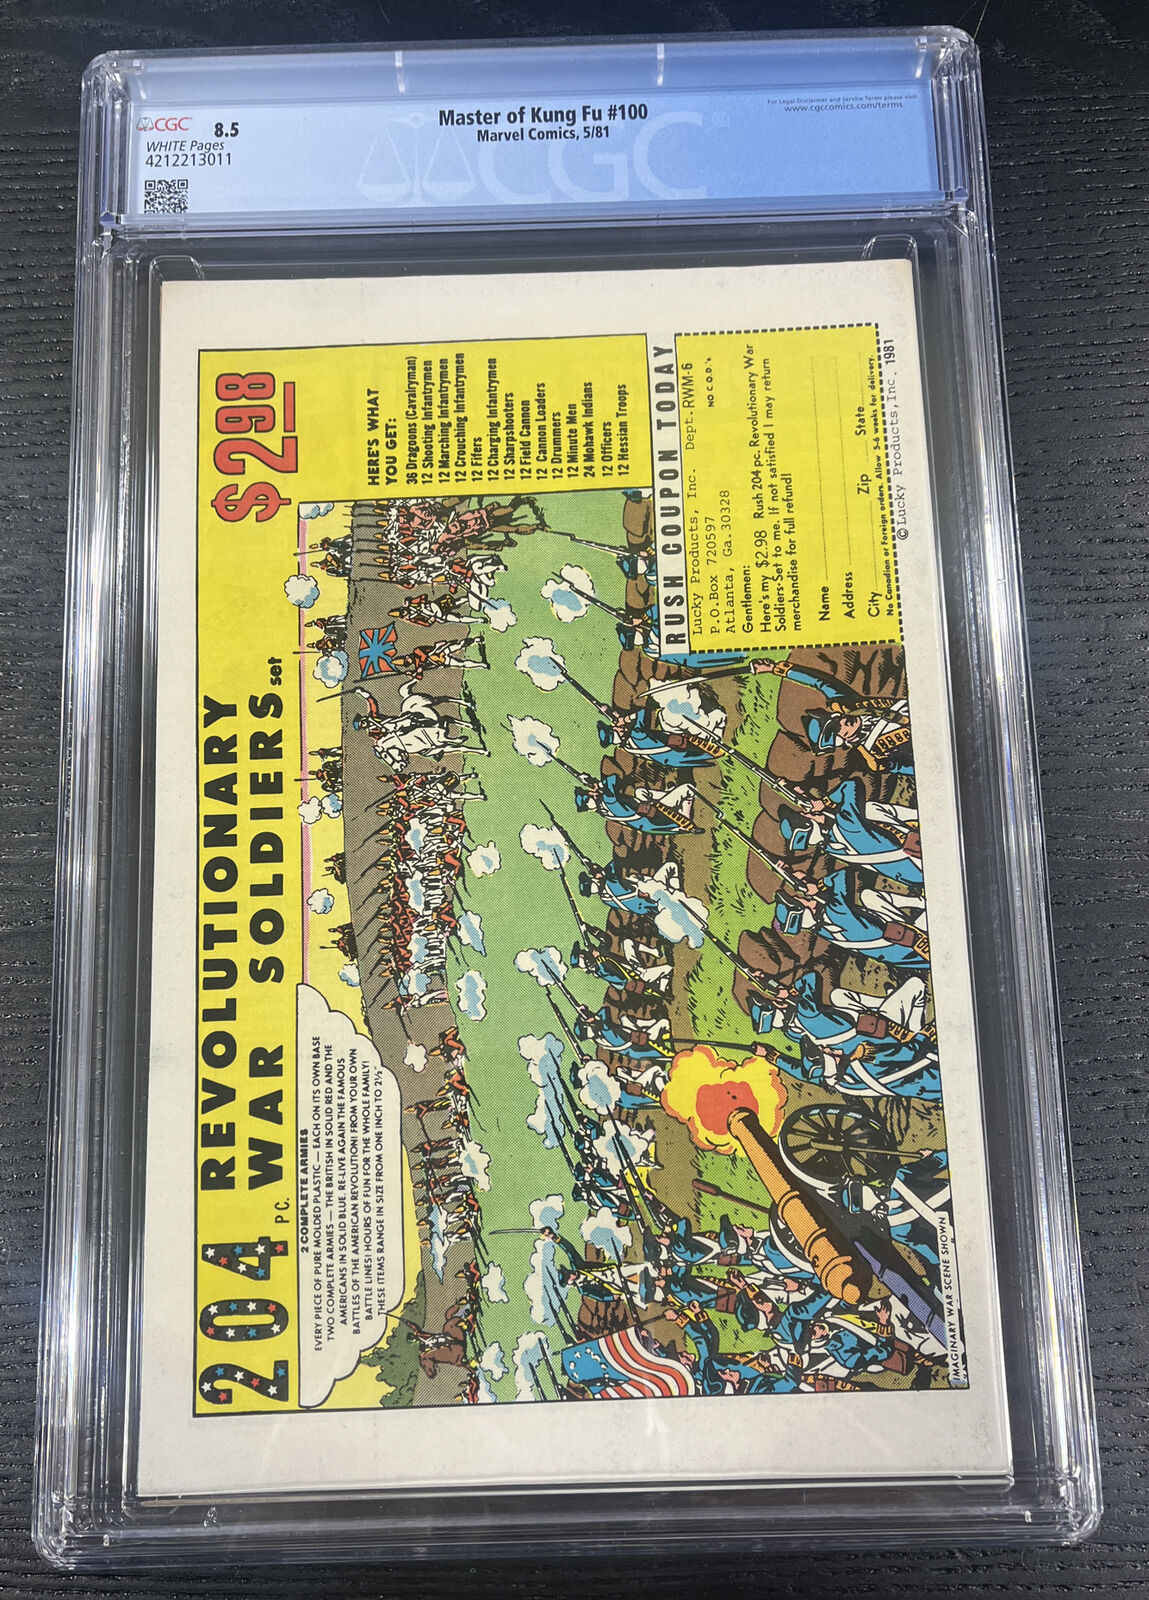 CGC 8.5
WHITE Pages
4212213011
Master of Kung Fu #100
Marvel Comics, 5/81
For Legal Disclaimer and Service Terms please visit
www.cgccomics.com/terms
CGC
204 PC. REVOLUTIONARY
WAR SOLDIERS set
$298
2 COMPLETE ARMIES
EVERY PIECE OF PURE MOLDED PLASTIC — EACH ON ITS OWN BASE
TWO COMPLETE ARMIES — THE BRITISH IN SOLID RED AND THE
AMERICANS IN SOLID BLUE. RE-LIVE AGAIN THE FAMOUS
BATTLES OF THE AMERICAN REVOLUTION! FROM YOUR OWN
BATTLE LINES! HOURS OF FUN FOR THE WHOLE FAMILY!
THESE ITEMS RANGE IN SIZE FROM ONE INCH TO 2½"
HERE'S WHAT
YOU GET:
36 Dragoons (Cavalryman)
12 Shooting Infantrymen
12 Marching Infantrymen
12 Crouching Infantrymen
12 Fifers
12 Charging Infantrymen
12 Sharpshooters
12 Field Cannon
12 Cannon Loaders
12 Drummers
12 Minute Men
24 Mohawk Indians
12 Officers
12 Hessian Troops
RUSH COUPON TODAY
Lucky Products, Inc. Dept. RWM-6
P.O.Box 720597
NO C.O.D.'s
Atlanta, Ga. 30328
Gentlemen:
Here's my $2.98 Rush 204 pc. Revolutionary War
Soldiers Set to me. If not satisfied I may return
merchandise for full refund!
Name
Address
City Zip State
No Canadian or Foreign orders. Allow 5-6 weeks for delivery.
© Lucky Products, Inc. 1981
IMAGINARY WAR SCENE SHOWN